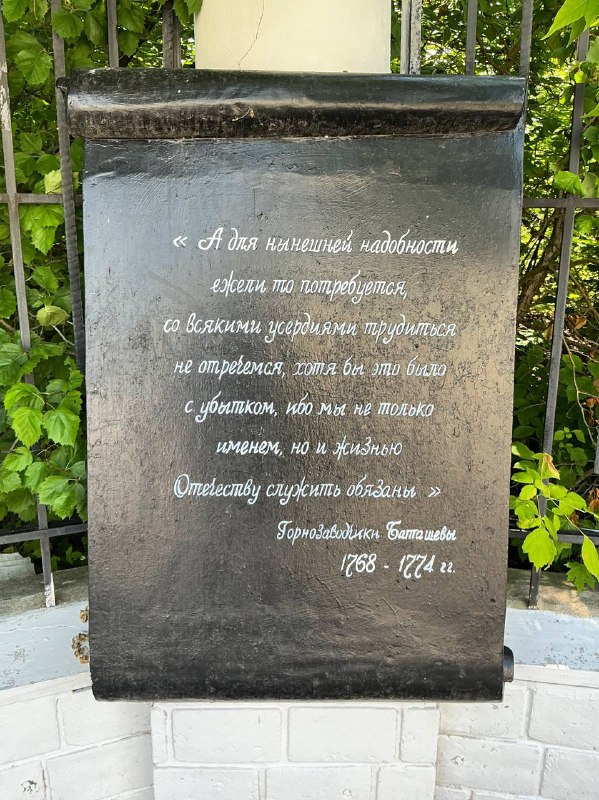 « А для нынешней надобности
ежели то потребуется,
со всякими усердиями трудиться
не отречемся, хотя бы это было
с убытком, ибо мы не только
именем, но и жизнью
Отечеству служить обязаны »
Горнозаводчики Баташевы
1768 - 1774 гг.